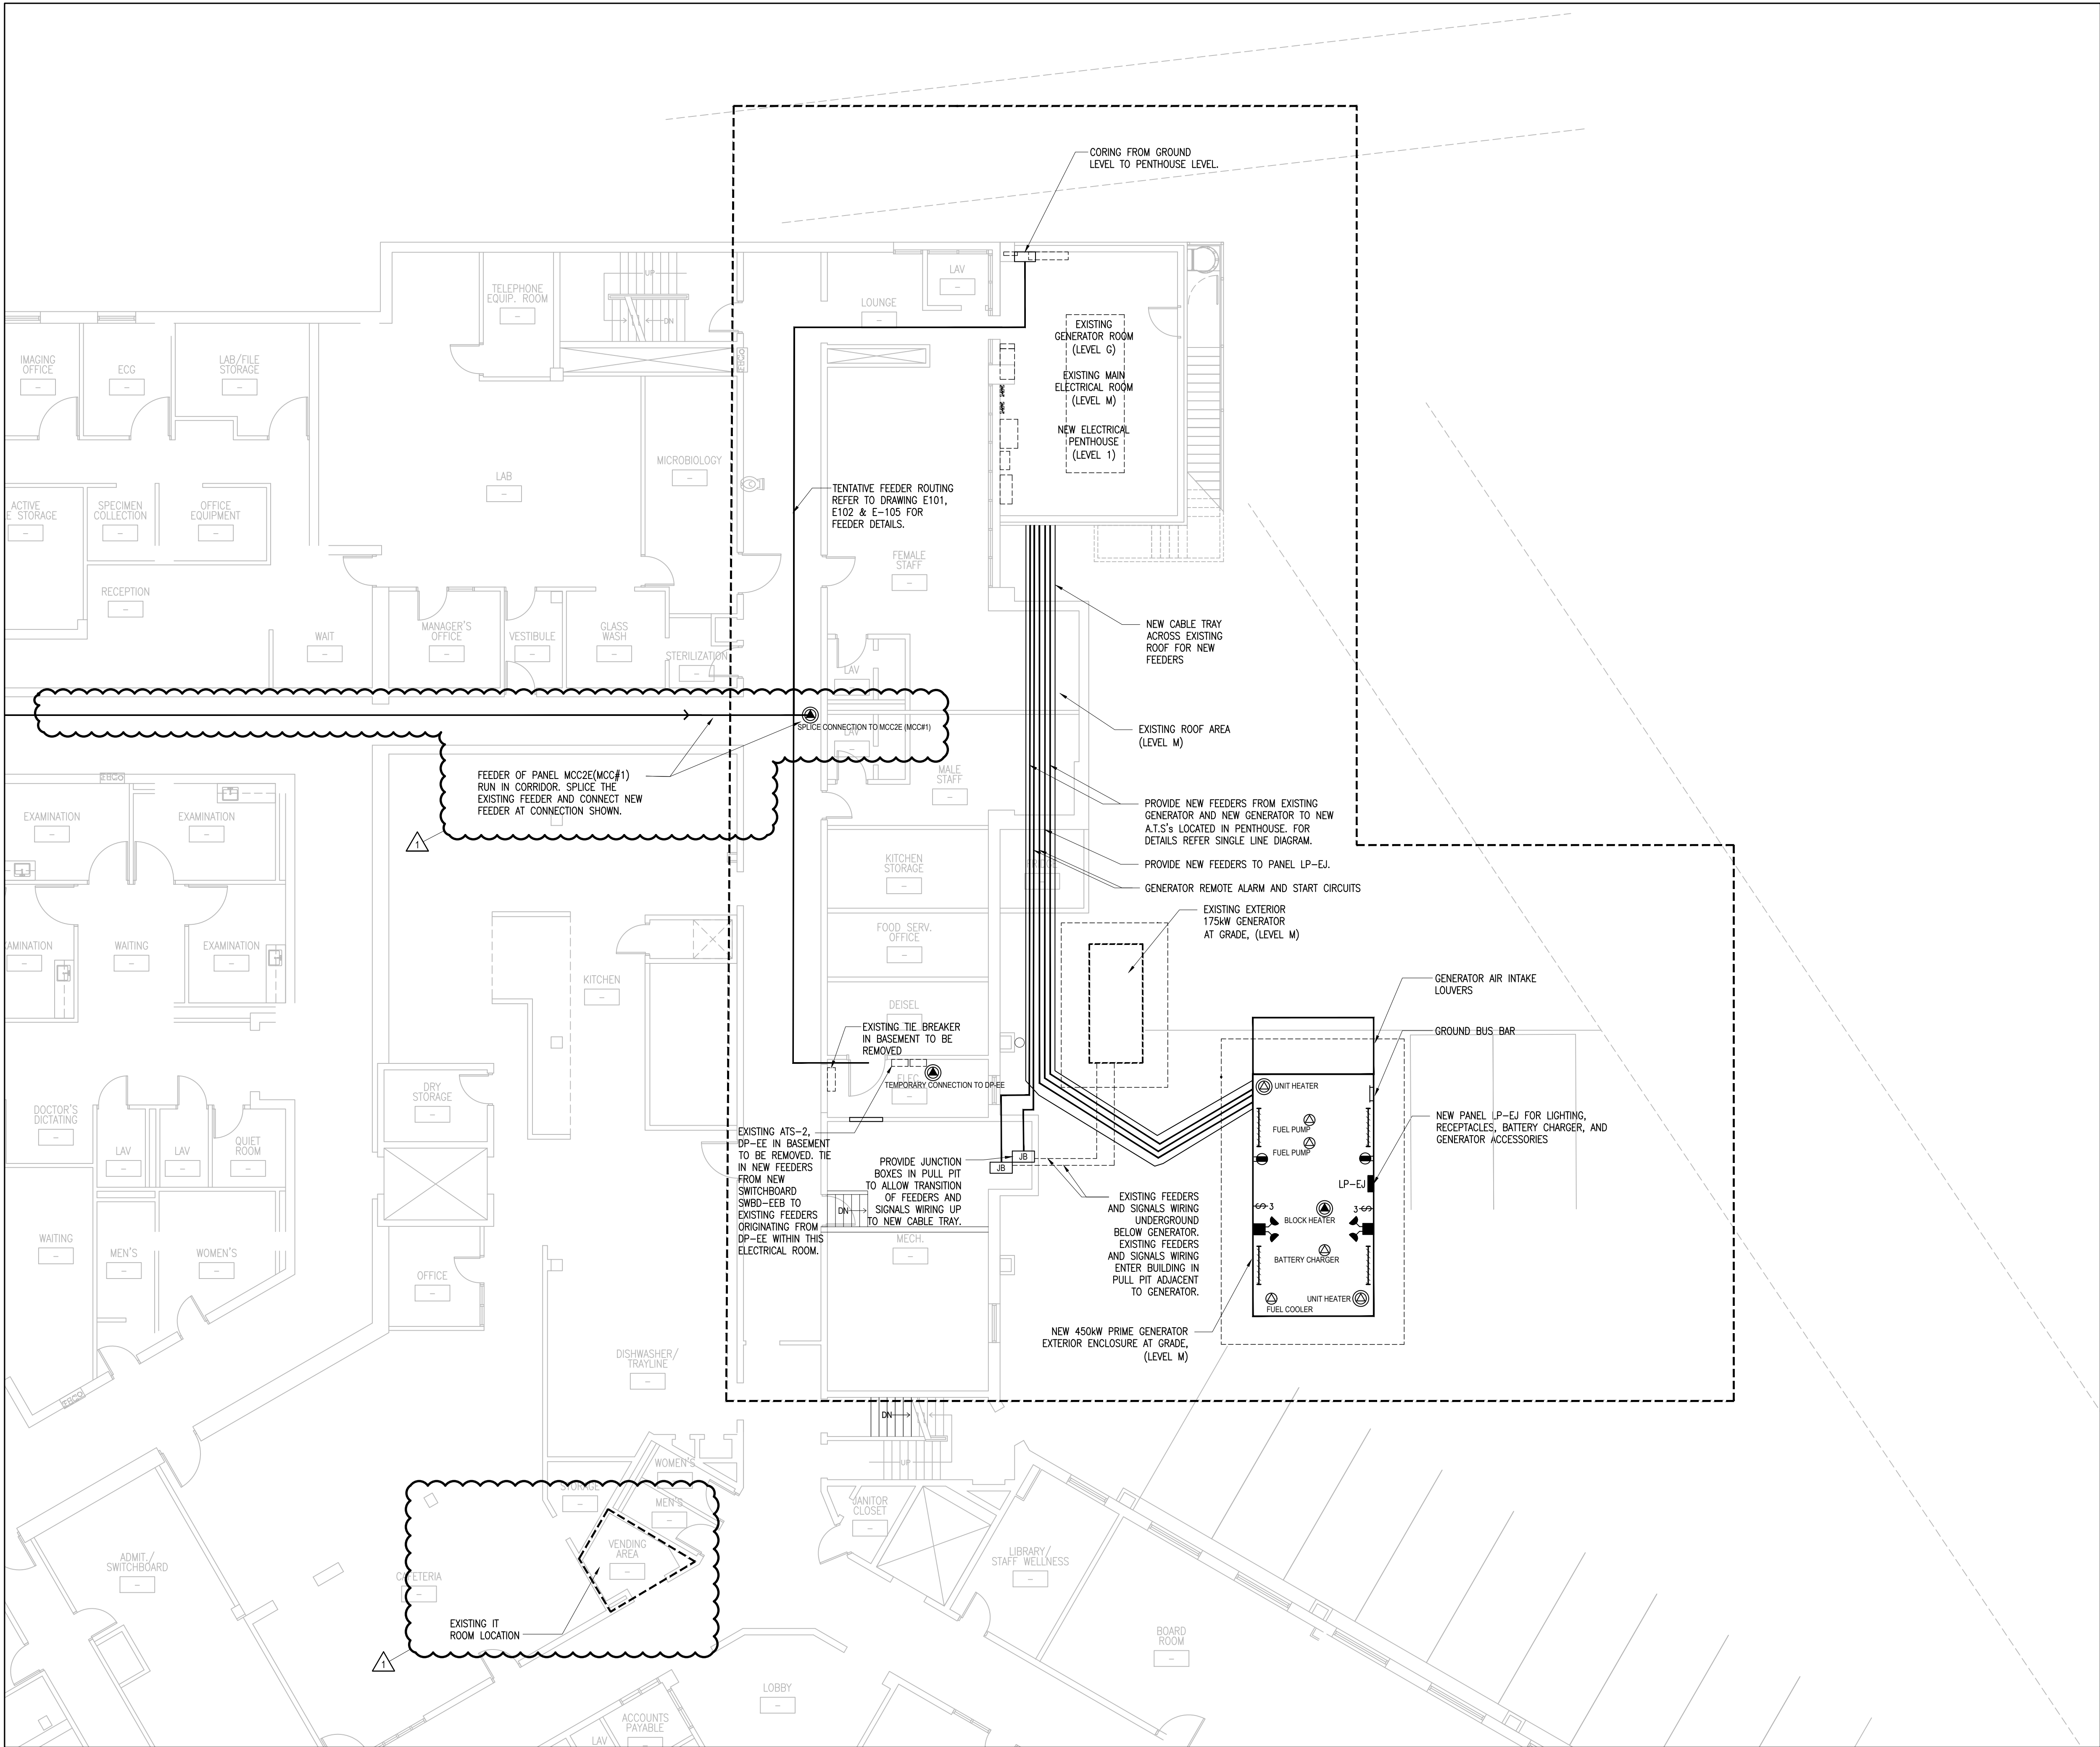 CORING FROM GROUND
LEVEL TO PENTHOUSE LEVEL.
UP
DN
TELEPHONE
EQUIP. ROOM
–
LAV
–
LOUNGE
–
IMAGING
OFFICE
–
ECG
–
LAB/FILE
STORAGE
–
EXISTING
GENERATOR ROOM
(LEVEL G)
EXISTING MAIN
ELECTRICAL ROOM
(LEVEL M)
NEW ELECTRICAL
PENTHOUSE
(LEVEL 1)
LAB
–
MICROBIOLOGY
–
ACTIVE
E STORAGE
–
SPECIMEN
COLLECTION
–
OFFICE
EQUIPMENT
–
TENTATIVE FEEDER ROUTING
REFER TO DRAWING E101,
E102 & E-105 FOR
FEEDER DETAILS.
FEMALE
STAFF
–
RECEPTION
–
WAIT
–
MANAGER'S
OFFICE
–
VESTIBULE
–
GLASS
WASH
–
STERILIZATION
–
LAV
–
NEW CABLE TRAY
ACROSS EXISTING
ROOF FOR NEW
FEEDERS
SPLICE CONNECTION TO MCC2E (MCC#1)
LAV
–
EXISTING ROOF AREA
(LEVEL M)
FEEDER OF PANEL MCC2E(MCC#1)
RUN IN CORRIDOR. SPLICE THE
EXISTING FEEDER AND CONNECT NEW
FEEDER AT CONNECTION SHOWN.
1
MALE
STAFF
–
PROVIDE NEW FEEDERS FROM EXISTING
GENERATOR AND NEW GENERATOR TO NEW
A.T.S's LOCATED IN PENTHOUSE. FOR
DETAILS REFER SINGLE LINE DIAGRAM.
PROVIDE NEW FEEDERS TO PANEL LP-EJ.
GENERATOR REMOTE ALARM AND START CIRCUITS
EXAMINATION
–
EXAMINATION
–
KITCHEN
STORAGE
–
EXISTING EXTERIOR
175kW GENERATOR
AT GRADE, (LEVEL M)
AMINATION
–
WAITING
–
EXAMINATION
–
FOOD SERV.
OFFICE
–
KITCHEN
–
DEISEL
GENERATOR AIR INTAKE
LOUVERS
GROUND BUS BAR
EXISTING TIE BREAKER
IN BASEMENT TO BE
REMOVED
ELEC.
–
TEMPORARY CONNECTION TO DP-EE
DRY
STORAGE
–
DOCTOR'S
DICTATING
–
LAV
–
LAV
–
QUIET
ROOM
–
EXISTING ATS-2,
DP-EE IN BASEMENT
TO BE REMOVED. TIE
IN NEW FEEDERS
FROM NEW
SWITCHBOARD
SWBD-EEB TO
EXISTING FEEDERS
ORIGINATING FROM
DP-EE WITHIN THIS
ELECTRICAL ROOM.
PROVIDE JUNCTION
BOXES IN PULL PIT
TO ALLOW TRANSITION
OF FEEDERS AND
SIGNALS WIRING UP
TO NEW CABLE TRAY.
JB
JB
DN
MECH.
–
EXISTING FEEDERS
AND SIGNALS WIRING
UNDERGROUND
BELOW GENERATOR.
EXISTING FEEDERS
AND SIGNALS WIRING
ENTER BUILDING IN
PULL PIT ADJACENT
TO GENERATOR.
UNIT HEATER
FUEL PUMP
FUEL PUMP
NEW PANEL LP-EJ FOR LIGHTING,
RECEPTACLES, BATTERY CHARGER, AND
GENERATOR ACCESSORIES
LP-EJ
3
3
BLOCK HEATER
BATTERY CHARGER
UNIT HEATER
FUEL COOLER
NEW 450kW PRIME GENERATOR
EXTERIOR ENCLOSURE AT GRADE,
(LEVEL M)
WAITING
–
MEN'S
–
WOMEN'S
–
OFFICE
–
DISHWASHER/
TRAYLINE
–
DN
UP
WOMEN'S
STORAGE
–
MEN'S
–
VENDING
AREA
–
JANITOR
CLOSET
–
LIBRARY/
STAFF WELLNESS
–
ADMIT./
SWITCHBOARD
–
CAFETERIA
–
EXISTING IT
ROOM LOCATION
1
BOARD
ROOM
–
LOBBY
–
ACCOUNTS
PAYABLE
–
LAV